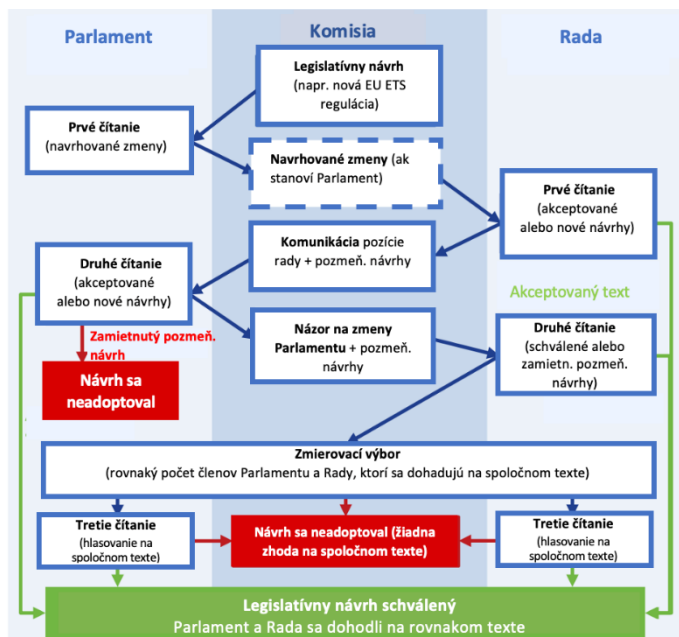 Parlament
Komisia
Rada
Legislatívny návrh
(napr. nová EU ETS
regulácia)
Prvé čítanie
(navrhované zmeny)
Navrhované zmeny (ak
stanoví Parlament)
Prvé čítanie
(akceptované
alebo nové návrhy)
Komunikácia pozície
rady + pozmeň. návrhy
Druhé čítanie
(akceptované
alebo nové návrhy)
Akceptovaný text
Názor na zmeny
Parlamentu + pozmeň.
návrhy
Druhé čítanie
(schválené alebo
zamietn. pozmeň.
návrhy)
Zamietnutý pozmeň.
návrh
Návrh sa
neadoptoval
Zmierovací výbor
(rovnaký počet členov Parlamentu a Rady, ktorí sa dohadujú na spoločnom texte)
Tretie čítanie
(hlasovanie na
spoločnom texte)
Návrh sa neadoptoval (žiadna
zhoda na spoločnom texte)
Tretie čítanie
(hlasovanie na
spoločnom texte)
Legislatívny návrh schválený
Parlament a Rada sa dohodli na rovnakom texte